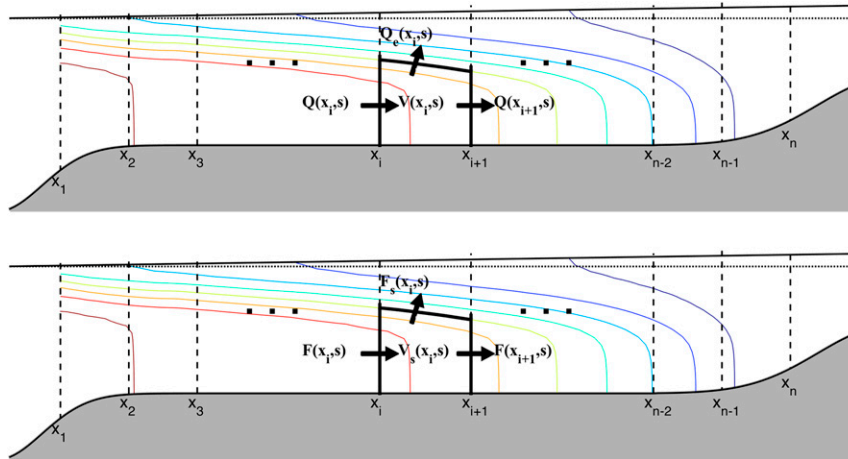 Q_e(x_i,s)
Q(x_i,s) V(x_i,s) Q(x_{i+1},s)
x_1 x_2 x_3 x_i x_{i+1} x_{n-2} x_{n-1} x_n
F_s(x_i,s)
F(x_i,s) V_s(x_i,s) F(x_{i+1},s)
x_1 x_2 x_3 x_i x_{i+1} x_{n-2} x_{n-1} x_n